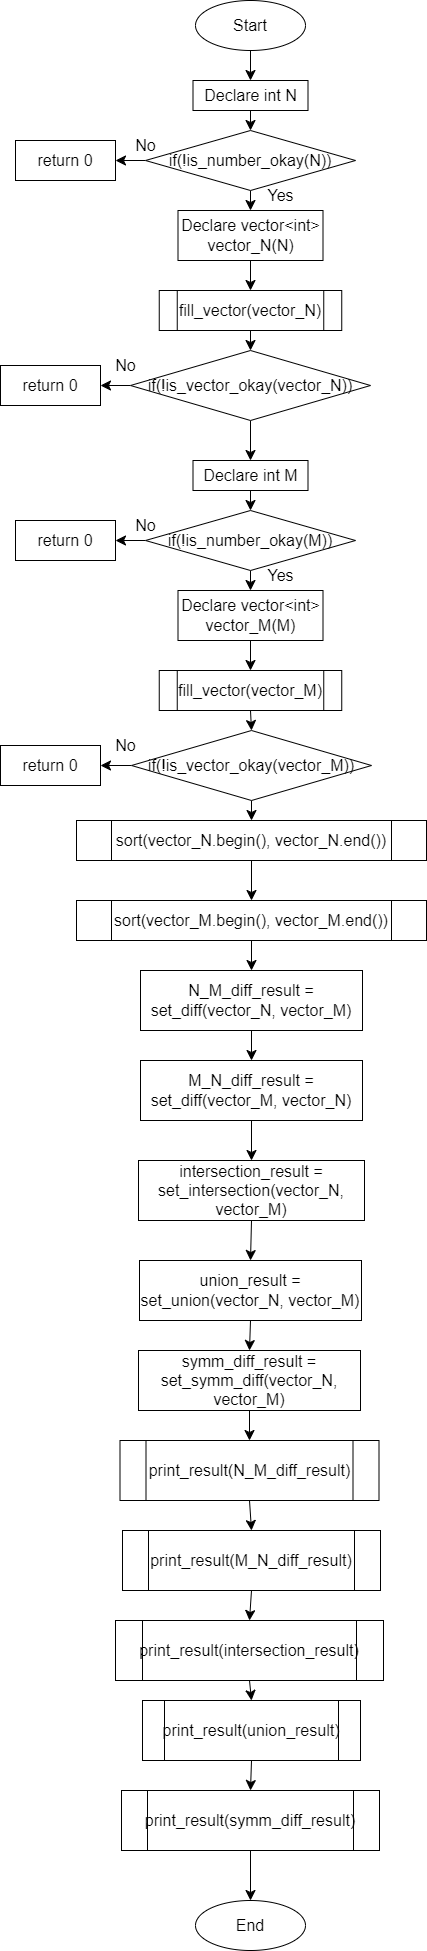 Start
Declare int N
No
return 0
if(!is_number_okay(N))
Yes
Declare vector<int>
vector_N(N)
fill_vector(vector_N)
No
return 0
if(!is_vector_okay(vector_N))
Declare int M
No
return 0
if(!is_number_okay(M))
Yes
Declare vector<int>
vector_M(M)
fill_vector(vector_M)
No
return 0
if(!is_vector_okay(vector_M))
sort(vector_N.begin(), vector_N.end())
sort(vector_M.begin(), vector_M.end())
N_M_diff_result =
set_diff(vector_N, vector_M)
M_N_diff_result =
set_diff(vector_M, vector_N)
intersection_result =
set_intersection(vector_N,
vector_M)
union_result =
set_union(vector_N, vector_M)
symm_diff_result =
set_symm_diff(vector_N,
vector_M)
print_result(N_M_diff_result)
print_result(M_N_diff_result)
print_result(intersection_result)
print_result(union_result)
print_result(symm_diff_result)
End